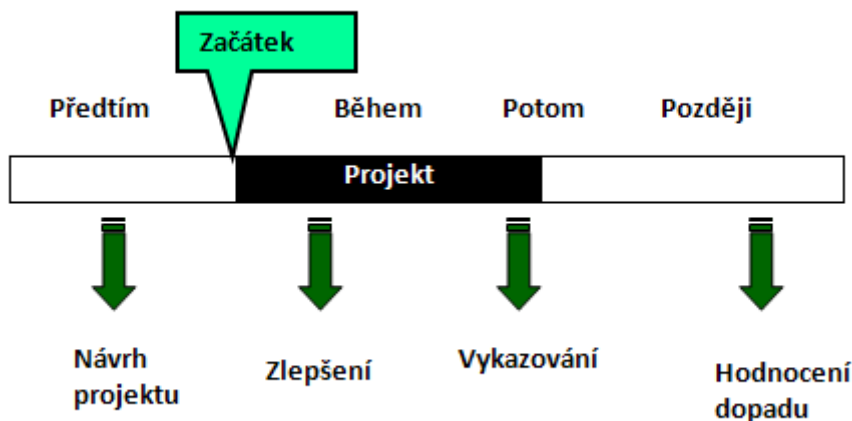 Začátek
Předtím
Během
Potom
Později
Projekt
Návrh
projektu
Zlepšení
Vykazování
Hodnocení
dopadu